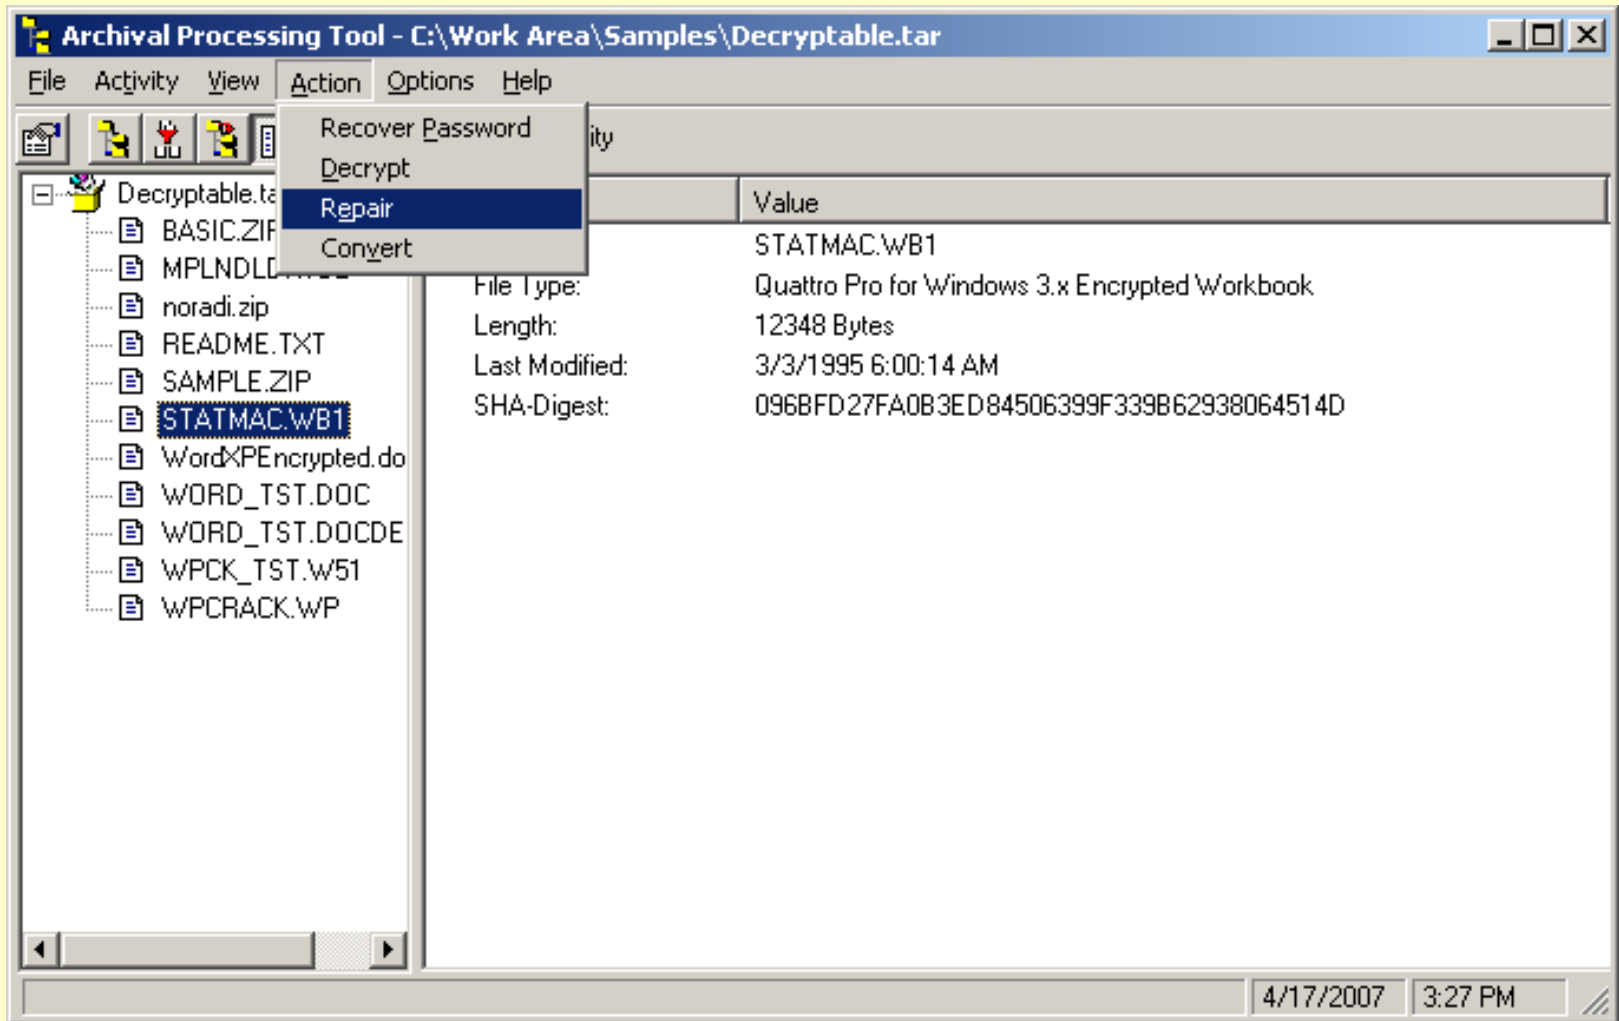 Archival Processing Tool - C:\Work Area\Samples\Decryptable.tar
File Activity View Action Options Help
Recover Password
Decrypt
Repair
Convert
Value
BASIC.ZIP
noradi.zip
README.TXT
SAMPLE.ZIP
STATMAC.WB1
WordXPEncrypted.do
WORD_TST.DOC
WORD_TST.DOCDE
WPCK_TST.W51
WPCRACK.WP
STATMAC.WB1
File Type: Quattro Pro for Windows 3.x Encrypted Workbook
Length: 12348 Bytes
Last Modified: 3/3/1995 6:00:14 AM
SHA-Digest: 096BFD27FA0B3ED84506399F339B62938064514D
4/17/2007 3:27 PM